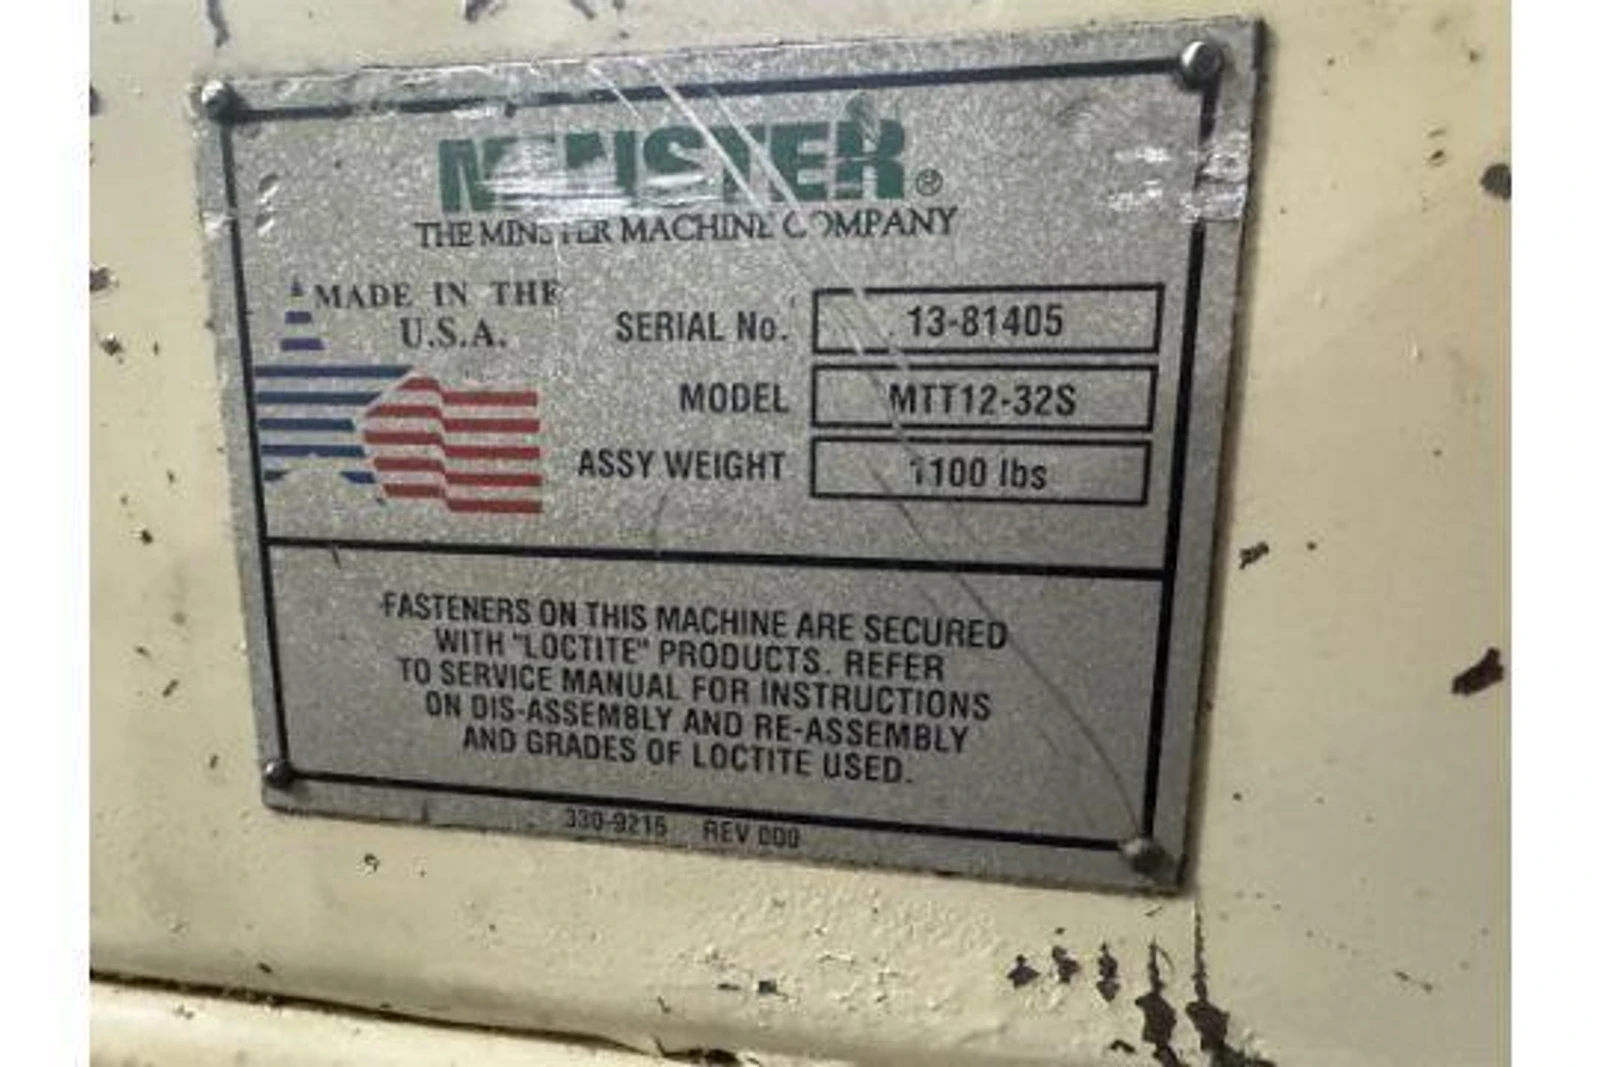 MINSTER®
THE MINSTER MACHINE COMPANY
MADE IN THE
U.S.A.
SERIAL No. 13-81405
MODEL MTT12-32S
ASSY WEIGHT 1100 lbs
FASTENERS ON THIS MACHINE ARE SECURED
WITH "LOCTITE" PRODUCTS. REFER
TO SERVICE MANUAL FOR INSTRUCTIONS
ON DIS-ASSEMBLY AND RE-ASSEMBLY
AND GRADES OF LOCTITE USED.
330-9216 REV 000